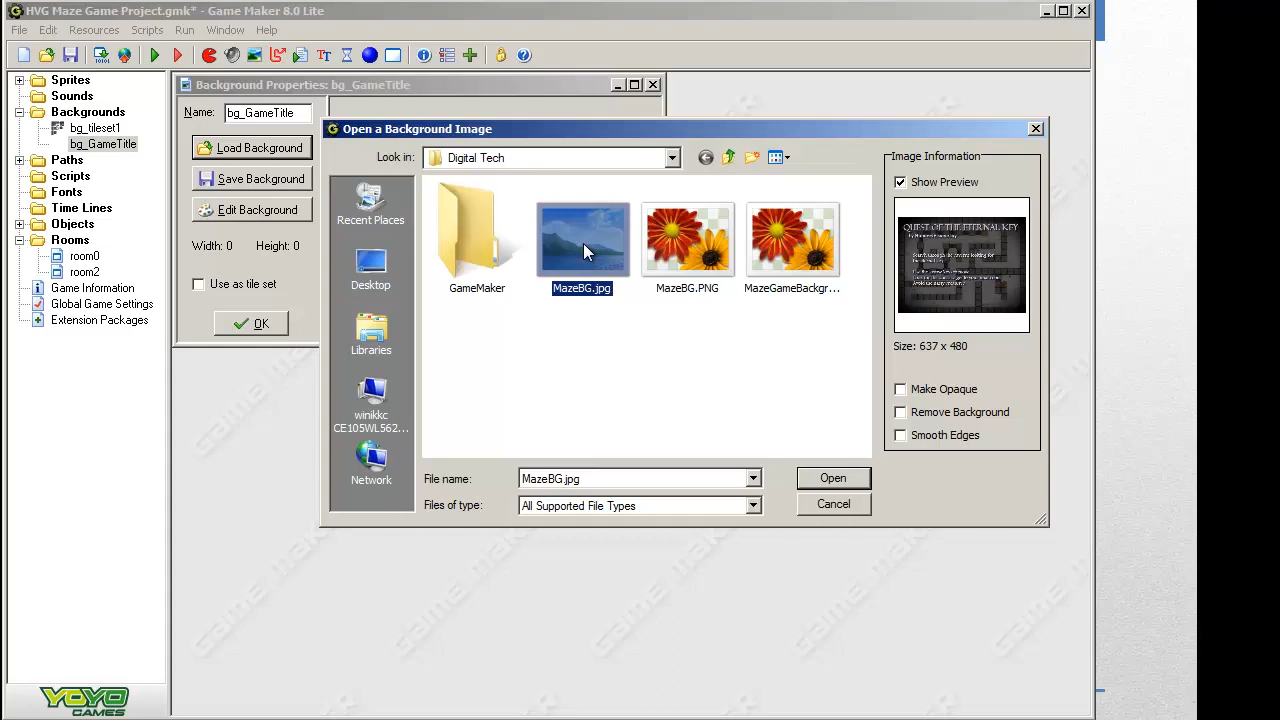 HVG Maze Game Project.gmk* - Game Maker 8.0 Lite
File Edit Resources Scripts Run Window Help
Sprites
Sounds
Backgrounds
bg_tileset1
bg_GameTitle
Paths
Scripts
Fonts
Time Lines
Objects
Rooms
room0
room2
Game Information
Global Game Settings
Extension Packages
YOYO
GAMES
Background Properties: bg_GameTitle
Name: bg_GameTitle
Load Background
Save Background
Edit Background
Width: 0 Height: 0
Use as tile set
OK
Open a Background Image
Look in: Digital Tech
Recent Places
Desktop
Libraries
winikkc
CE105WL562...
Network
GameMaker
MazeBG.jpg
MazeBG.PNG
MazeGameBackgr...
File name: MazeBG.jpg
Files of type: All Supported File Types
Open
Cancel
Image Information
Show Preview
QUEST OF THE ETERNAL KEY
Size: 637 x 480
Make Opaque
Remove Background
Smooth Edges